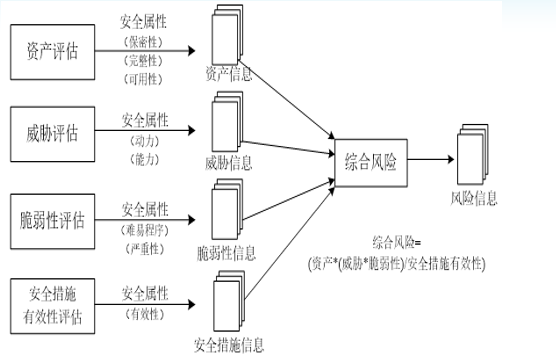 资产评估
安全属性
（保密性）
（完整性）
（可用性）
资产信息
威胁评估
安全属性
（动力）
（能力）
威胁信息
综合风险
风险信息
脆弱性评估
安全属性
（难易程序）
（严重性）
脆弱性信息
综合风险=
(资产*(威胁*脆弱性)/安全措施有效性)
安全措施
有效性评估
安全属性
（有效性）
安全措施信息